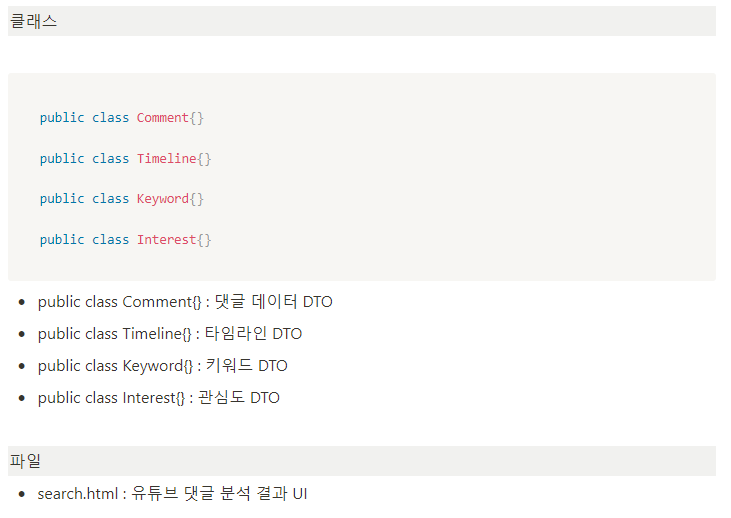 클래스
public class Comment{}
public class Timeline{}
public class Keyword{}
public class Interest{}
public class Comment{} : 댓글 데이터 DTO
public class Timeline{} : 타임라인 DTO
public class Keyword{} : 키워드 DTO
public class Interest{} : 관심도 DTO
파일
search.html : 유튜브 댓글 분석 결과 UI